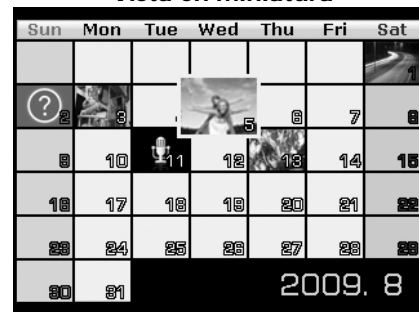 Vista en miniatura
Sun Mon Tue Wed Thu Fri Sat
1
? 2 3 5 6 7 8
9 10 11 12 13 14 15
16 17 18 19 20 21 22
23 24 25 26 27 28 29
30 31
2009. 8